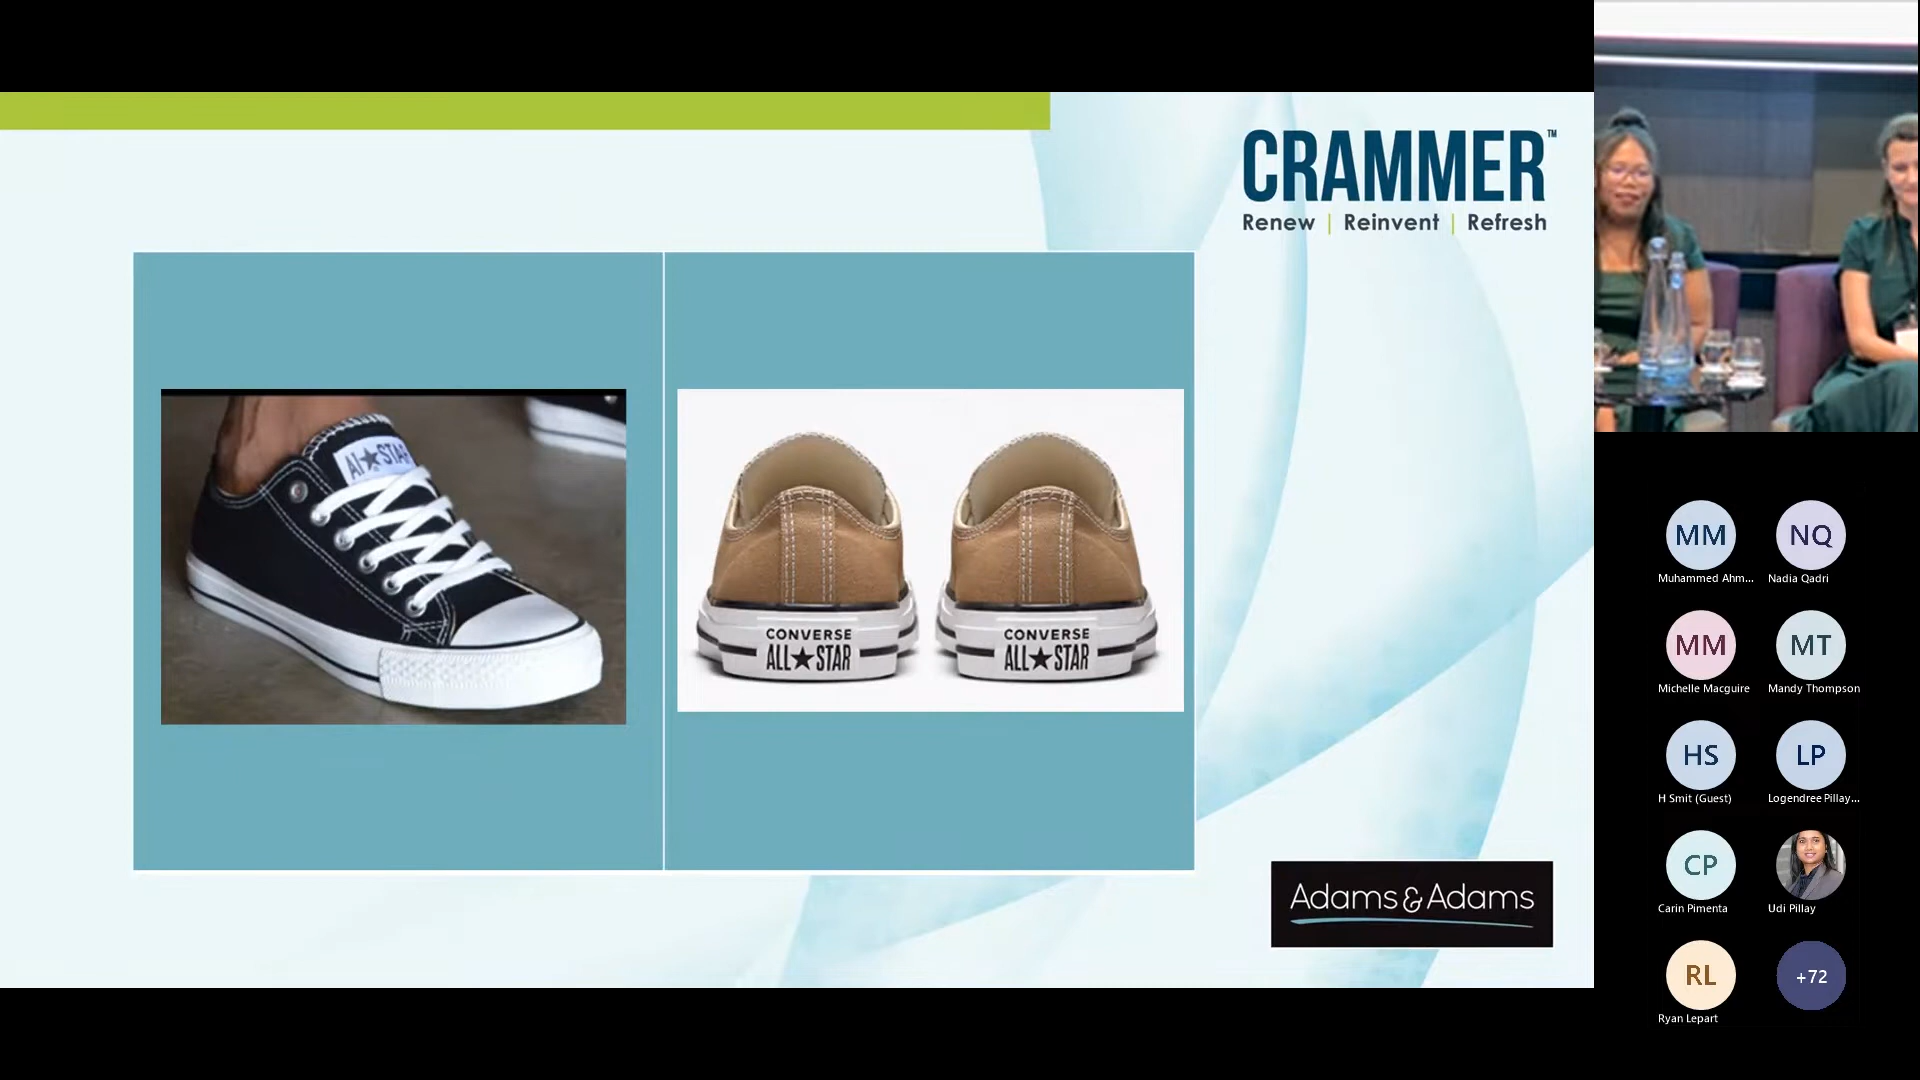 CRAMMER™
Renew | Reinvent | Refresh
AI★STAR
CONVERSE
ALL★STAR
CONVERSE
ALL★STAR
Adams & Adams
MM
Muhammed Ahm...
NQ
Nadia Qadri
MM
Michelle Macguire
MT
Mandy Thompson
HS
H Smit (Guest)
LP
Logendree Pillay...
CP
Carin Pimenta
Udi Pillay
RL
Ryan Lepart
+72